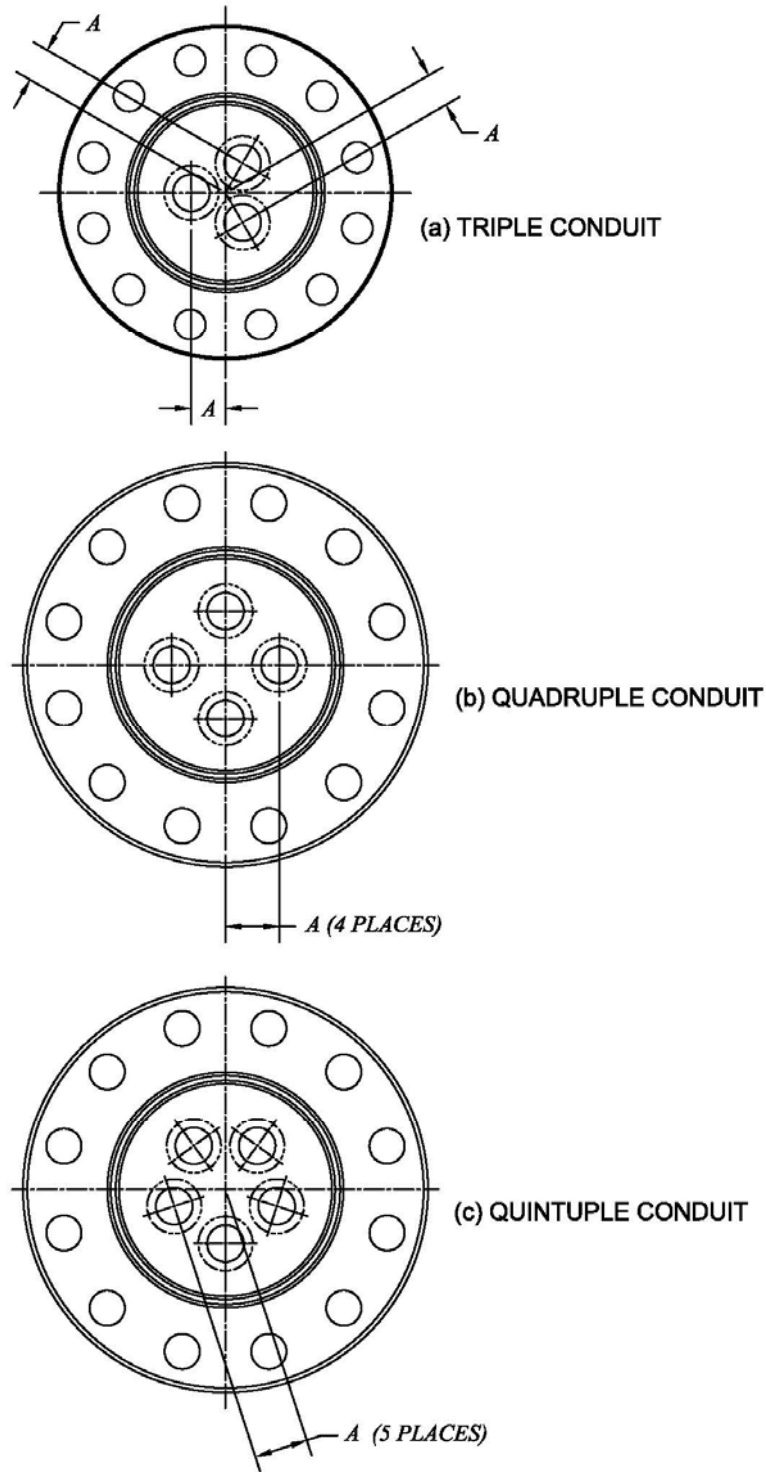 A
A
(a) TRIPLE CONDUIT
A
(b) QUADRUPLE CONDUIT
A (4 PLACES)
(c) QUINTUPLE CONDUIT
A (5 PLACES)